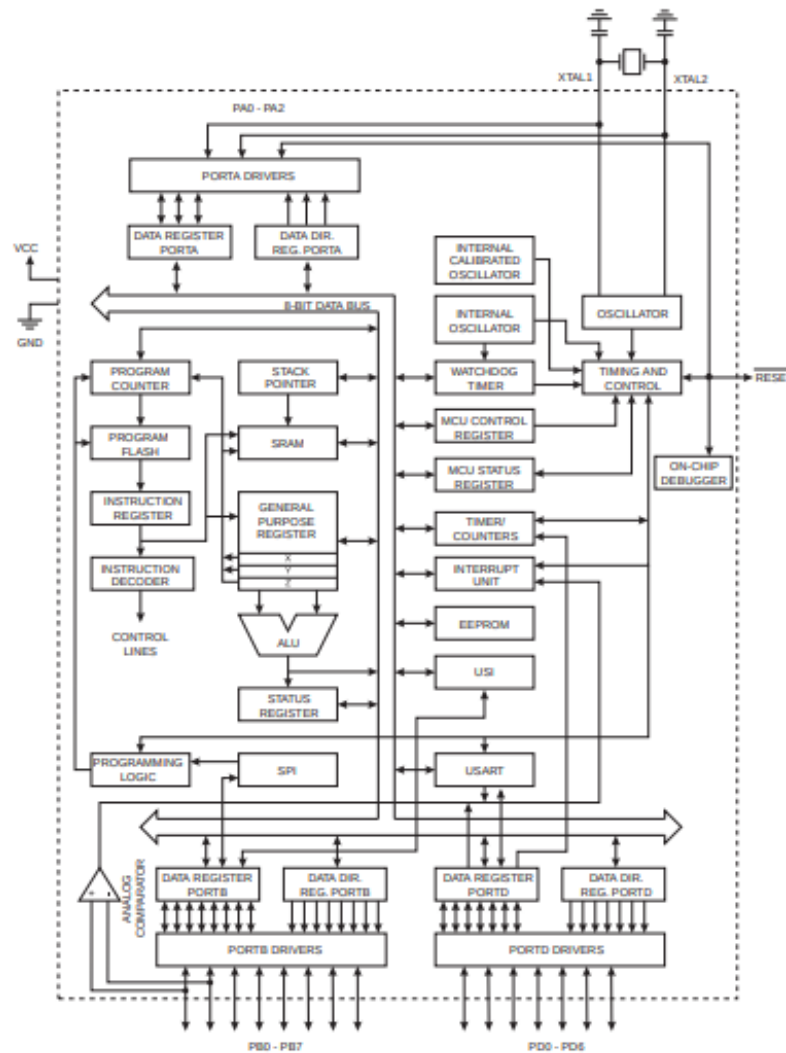 XTAL1
XTAL2
PA0 - PA2
PORTA DRIVERS
DATA REGISTER
PORTA
DATA DIR.
REG. PORTA
VCC
GND
8-BIT DATA BUS
INTERNAL
CALIBRATED
OSCILLATOR
INTERNAL
OSCILLATOR
OSCILLATOR
PROGRAM
COUNTER
STACK
POINTER
WATCHDOG
TIMER
TIMING AND
CONTROL
RESE
PROGRAM
FLASH
SRAM
MCU CONTROL
REGISTER
MCU STATUS
REGISTER
ON-CHIP
DEBUGGER
INSTRUCTION
REGISTER
GENERAL
PURPOSE
REGISTER
X
Y
Z
TIMER/
COUNTERS
INSTRUCTION
DECODER
INTERRUPT
UNIT
CONTROL
LINES
ALU
EEPROM
USI
STATUS
REGISTER
PROGRAMMING
LOGIC
SPI
USART
ANALOG
COMPARATOR
+
-
DATA REGISTER
PORTB
DATA DIR.
REG. PORTB
DATA REGISTER
PORTD
DATA DIR.
REG. PORTD
PORTB DRIVERS
PORTD DRIVERS
PB0 - PB7
PD0 - PD6